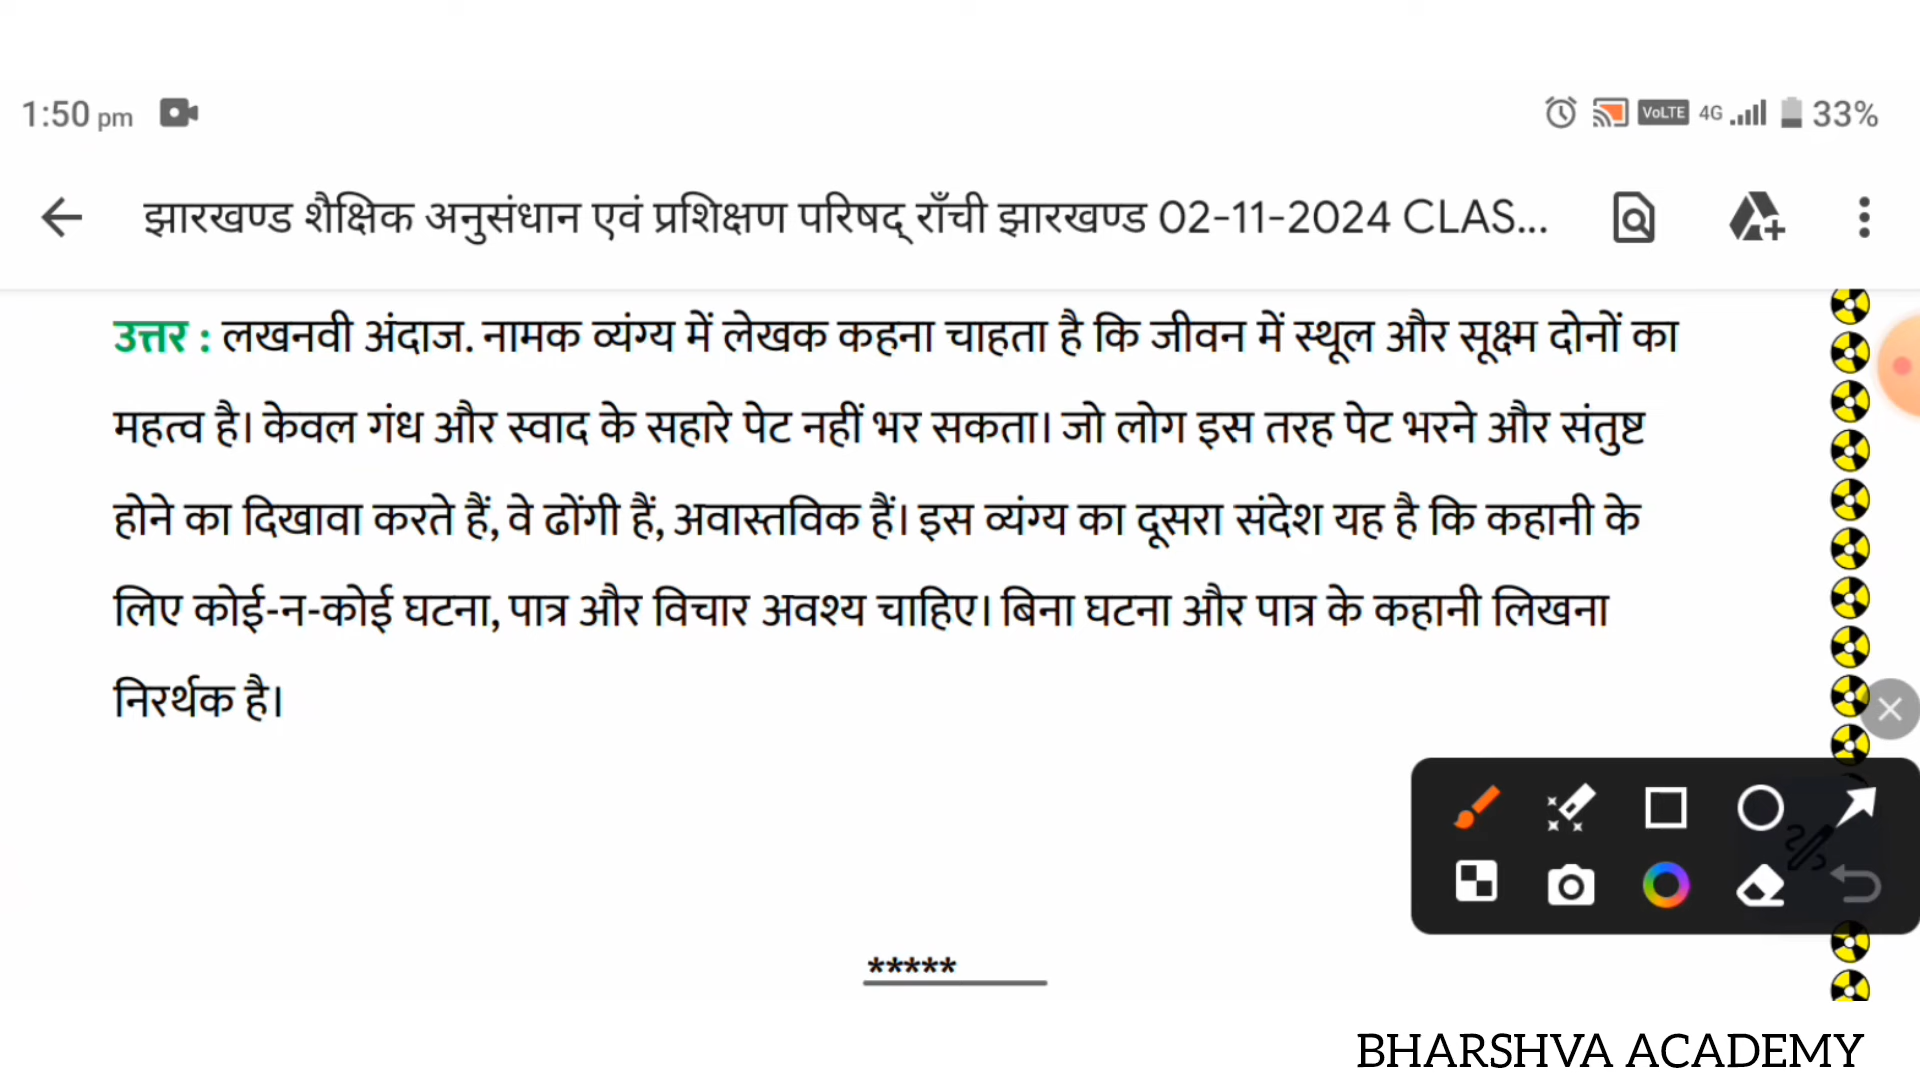 1:50 pm
VoLTE 4G 33%
झारखण्ड शैक्षिक अनुसंधान एवं प्रशिक्षण परिषद् राँची झारखण्ड 02-11-2024 CLAS...
उत्तर : लखनवी अंदाज. नामक व्यंग्य में लेखक कहना चाहता है कि जीवन में स्थूल और सूक्ष्म दोनों का
महत्व है। केवल गंध और स्वाद के सहारे पेट नहीं भर सकता। जो लोग इस तरह पेट भरने और संतुष्ट
होने का दिखावा करते हैं, वे ढोंगी हैं, अवास्तविक हैं। इस व्यंग्य का दूसरा संदेश यह है कि कहानी के
लिए कोई-न-कोई घटना, पात्र और विचार अवश्य चाहिए। बिना घटना और पात्र के कहानी लिखना
निरर्थक है।
*****
BHARSHVA ACADEMY